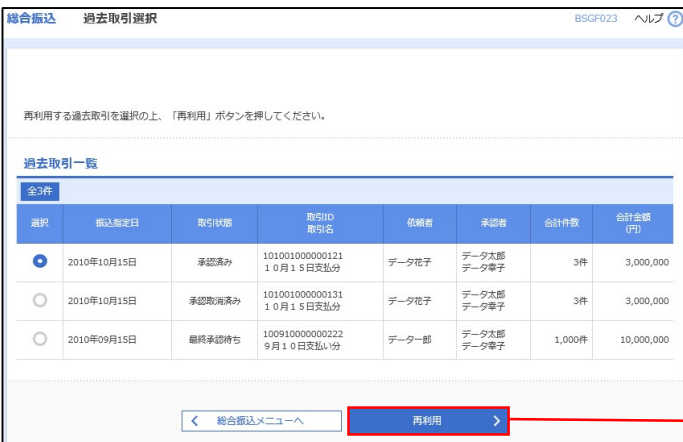 総合振込 過去取引選択 BSGF023 ヘルプ ?
再利用する過去取引を選択の上、「再利用」ボタンを押してください。
過去取引一覧
全3件
選択 振込指定日 取引状態 取引ID 依頼者 承認者 合計件数 合計金額
取引名 (円)
2010年10月15日 承認済み 101001000000121 データ花子 データ太郎 3件 3,000,000
10月15日支払分 データ幸子
2010年10月15日 承認取消済み 101001000000131 データ花子 データ太郎 3件 3,000,000
10月15日支払分 データ幸子
2010年09月15日 最終承認待ち 100910000000222 データ一郎 データ太郎 1,000件 10,000,000
9月10日支払い分 データ幸子
総合振込メニューへ 再利用